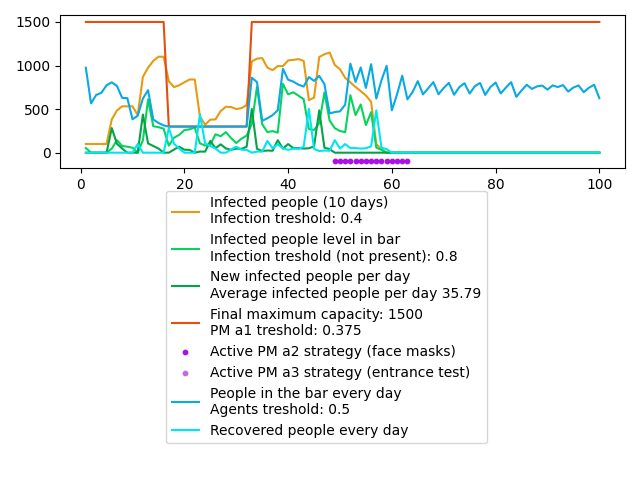 1500
1000
500
0
0 20 40 60 80 100
Infected people (10 days)
Infection treshold: 0.4
Infected people level in bar
Infection treshold (not present): 0.8
New infected people per day
Average infected people per day 35.79
Final maximum capacity: 1500
PM a1 treshold: 0.375
Active PM a2 strategy (face masks)
Active PM a3 strategy (entrance test)
People in the bar every day
Agents treshold: 0.5
Recovered people every day